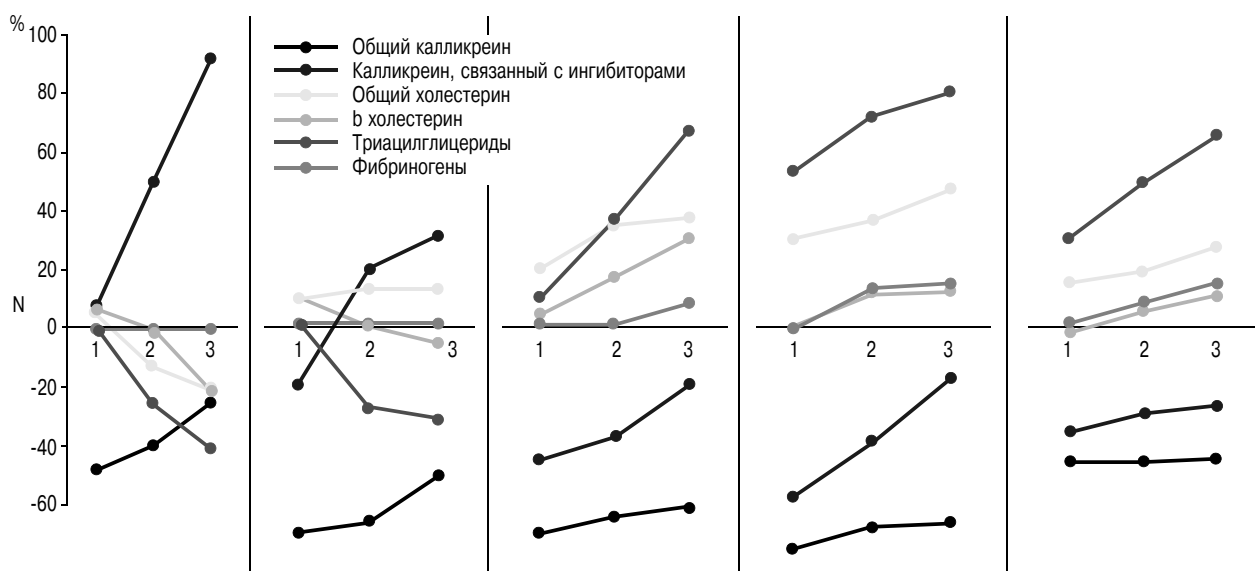 %
100
80
60
40
20
N
0
-20
-40
-60
Общий калликреин
Калликреин, связанный с ингибиторами
Общий холестерин
b холестерин
Триацилглицериды
Фибриногены
1 2 3
1 2 3
1 2 3
1 2 3
1 2 3